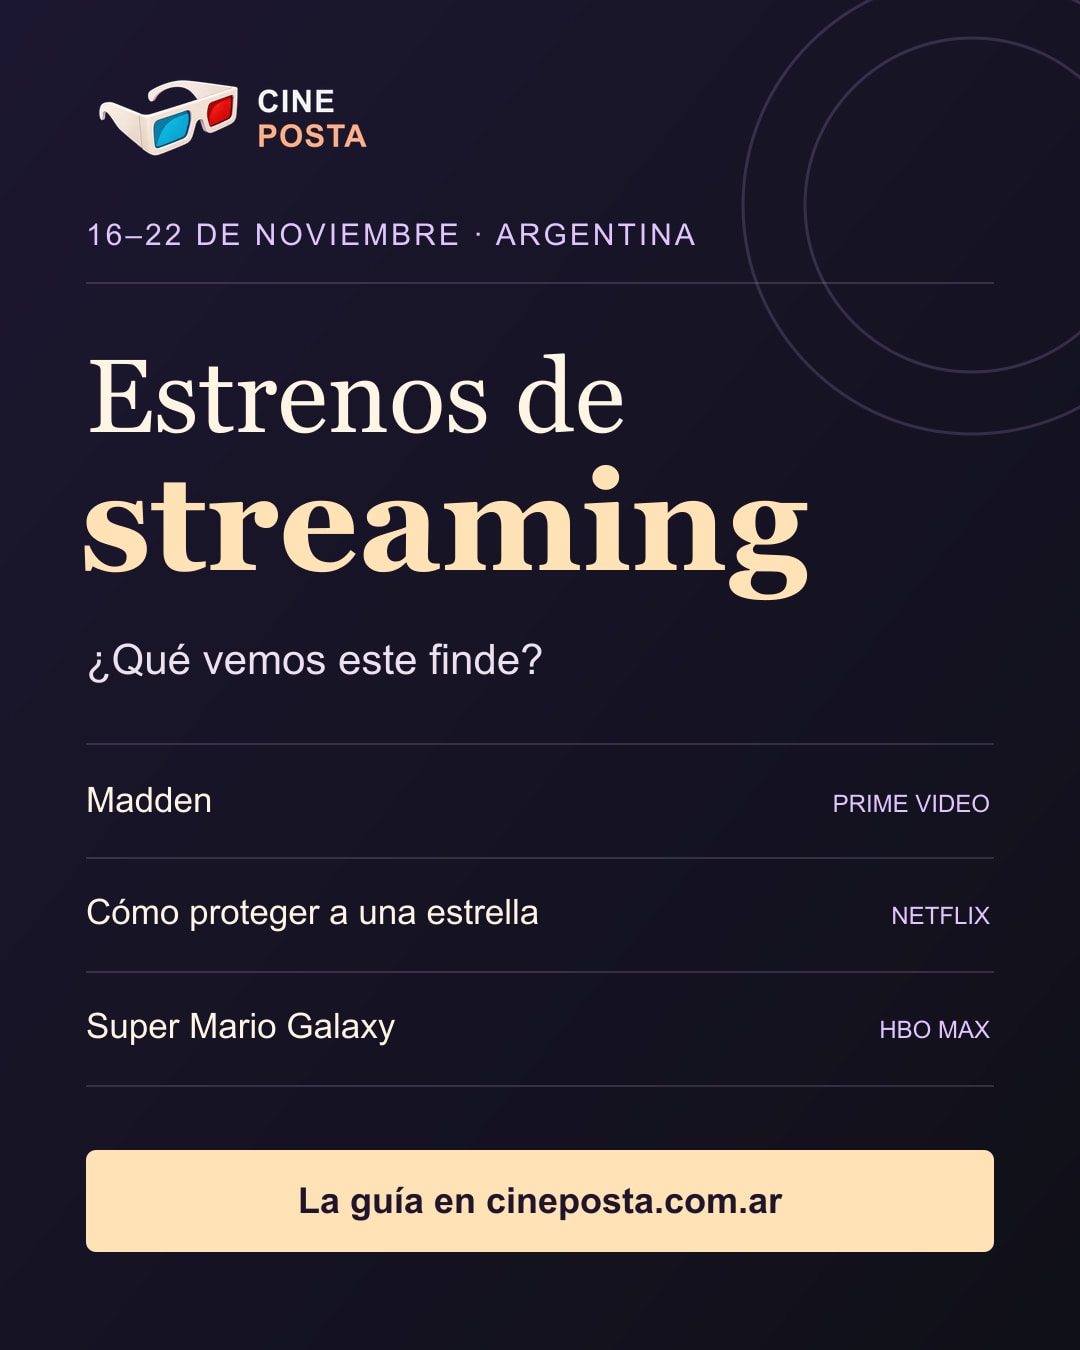 CINE
POSTA
16–22 DE NOVIEMBRE · ARGENTINA
Estrenos de
streaming
¿Qué vemos este finde?
Madden
PRIME VIDEO
Cómo proteger a una estrella
NETFLIX
Super Mario Galaxy
HBO MAX
La guía en cineposta.com.ar